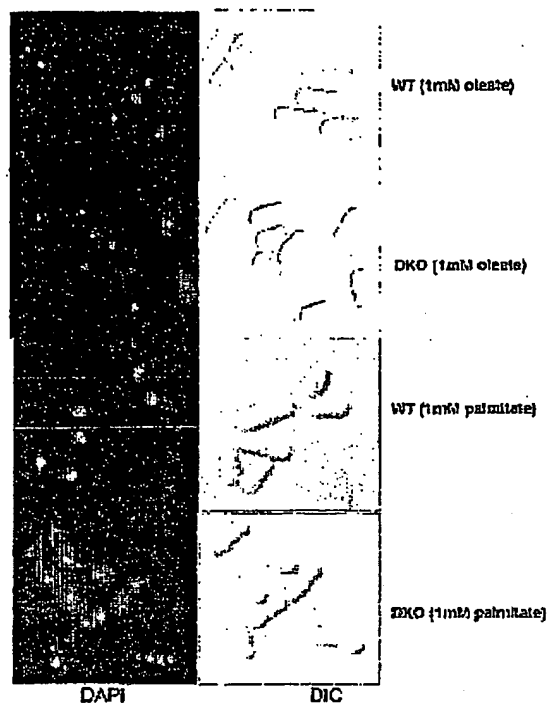 WT (1mM oleate)
DKO (1mM oleate)
WT (1mM palmitate)
DKO (1mM palmitate)
DAPI DIC